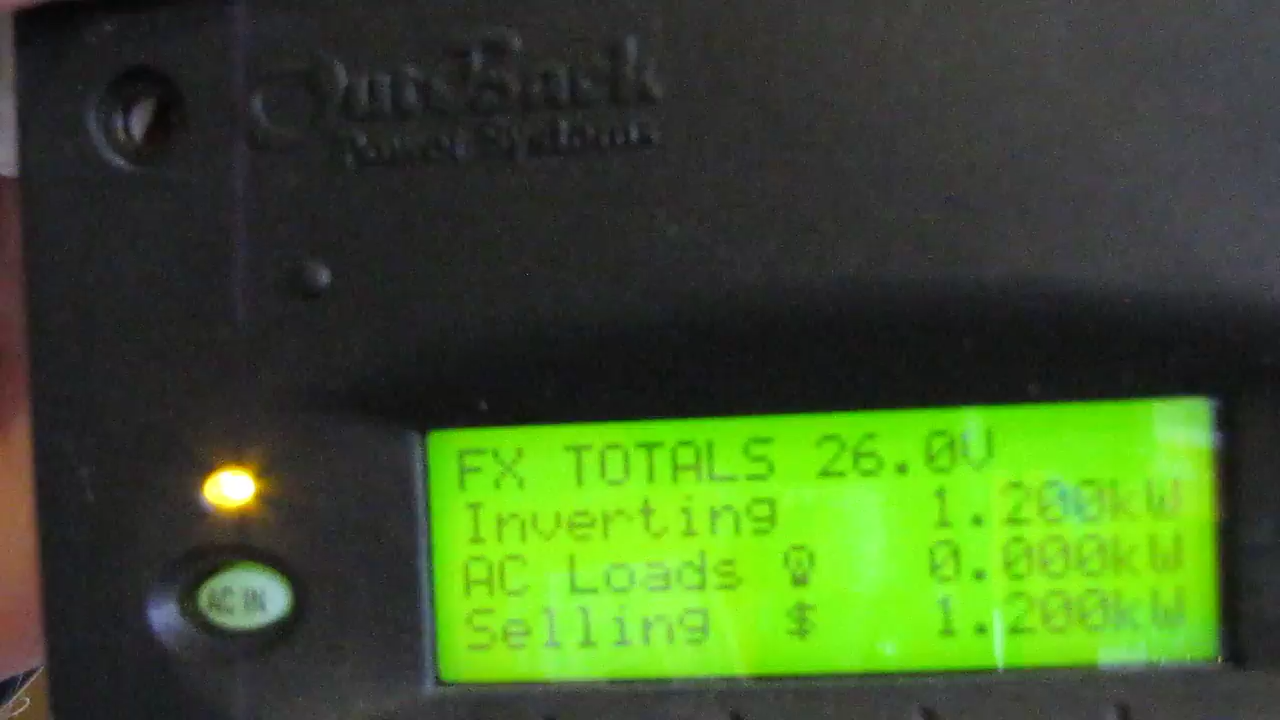 OutBack
Power Systems
FX TOTALS 26.0V
Inverting 1.200kW
AC Loads 0.000kW
Selling $ 1.200kW
AC IN